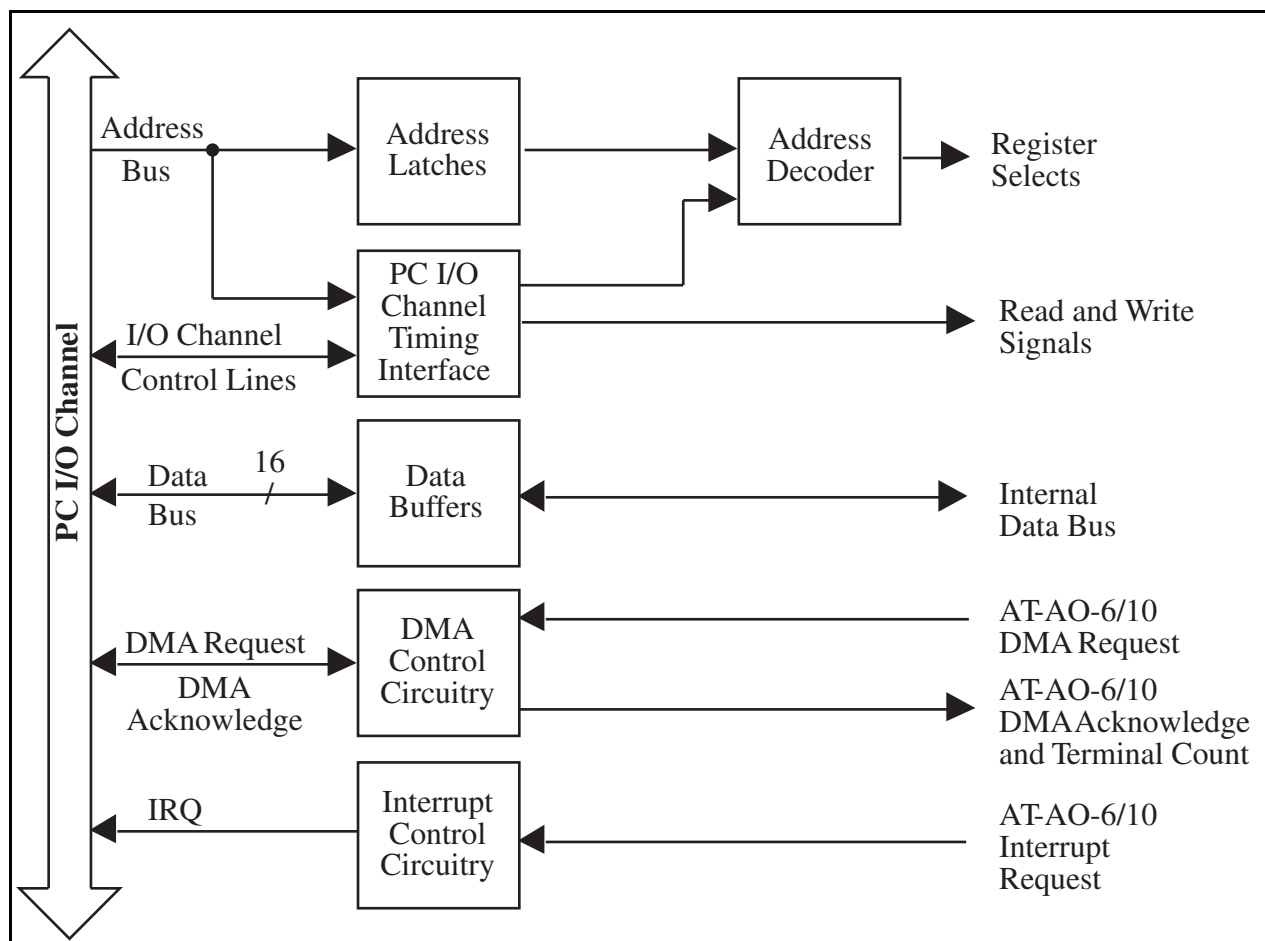 Address
Bus
Address
Latches
Address
Decoder
Register
Selects
PC I/O
Channel
Timing
Interface
I/O Channel
Control Lines
Read and Write
Signals
PC I/O Channel
Data
Bus
16
Data
Buffers
Internal
Data Bus
DMA Request
DMA
Acknowledge
DMA
Control
Circuitry
AT-AO-6/10
DMA Request
AT-AO-6/10
DMA Acknowledge
and Terminal Count
IRQ
Interrupt
Control
Circuitry
AT-AO-6/10
Interrupt
Request